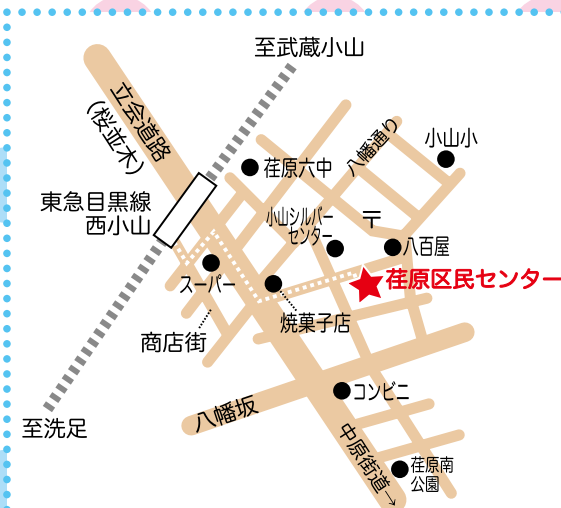 至武蔵小山
立会道路
(桜並木)
八幡通り
小山小
荏原六中
東急目黒線
西小山
小山シルバー
センター
〒
八百屋
荏原区民センター
スーパー
焼菓子店
商店街
コンビニ
八幡坂
至洗足
中原街道→
荏原南
公園